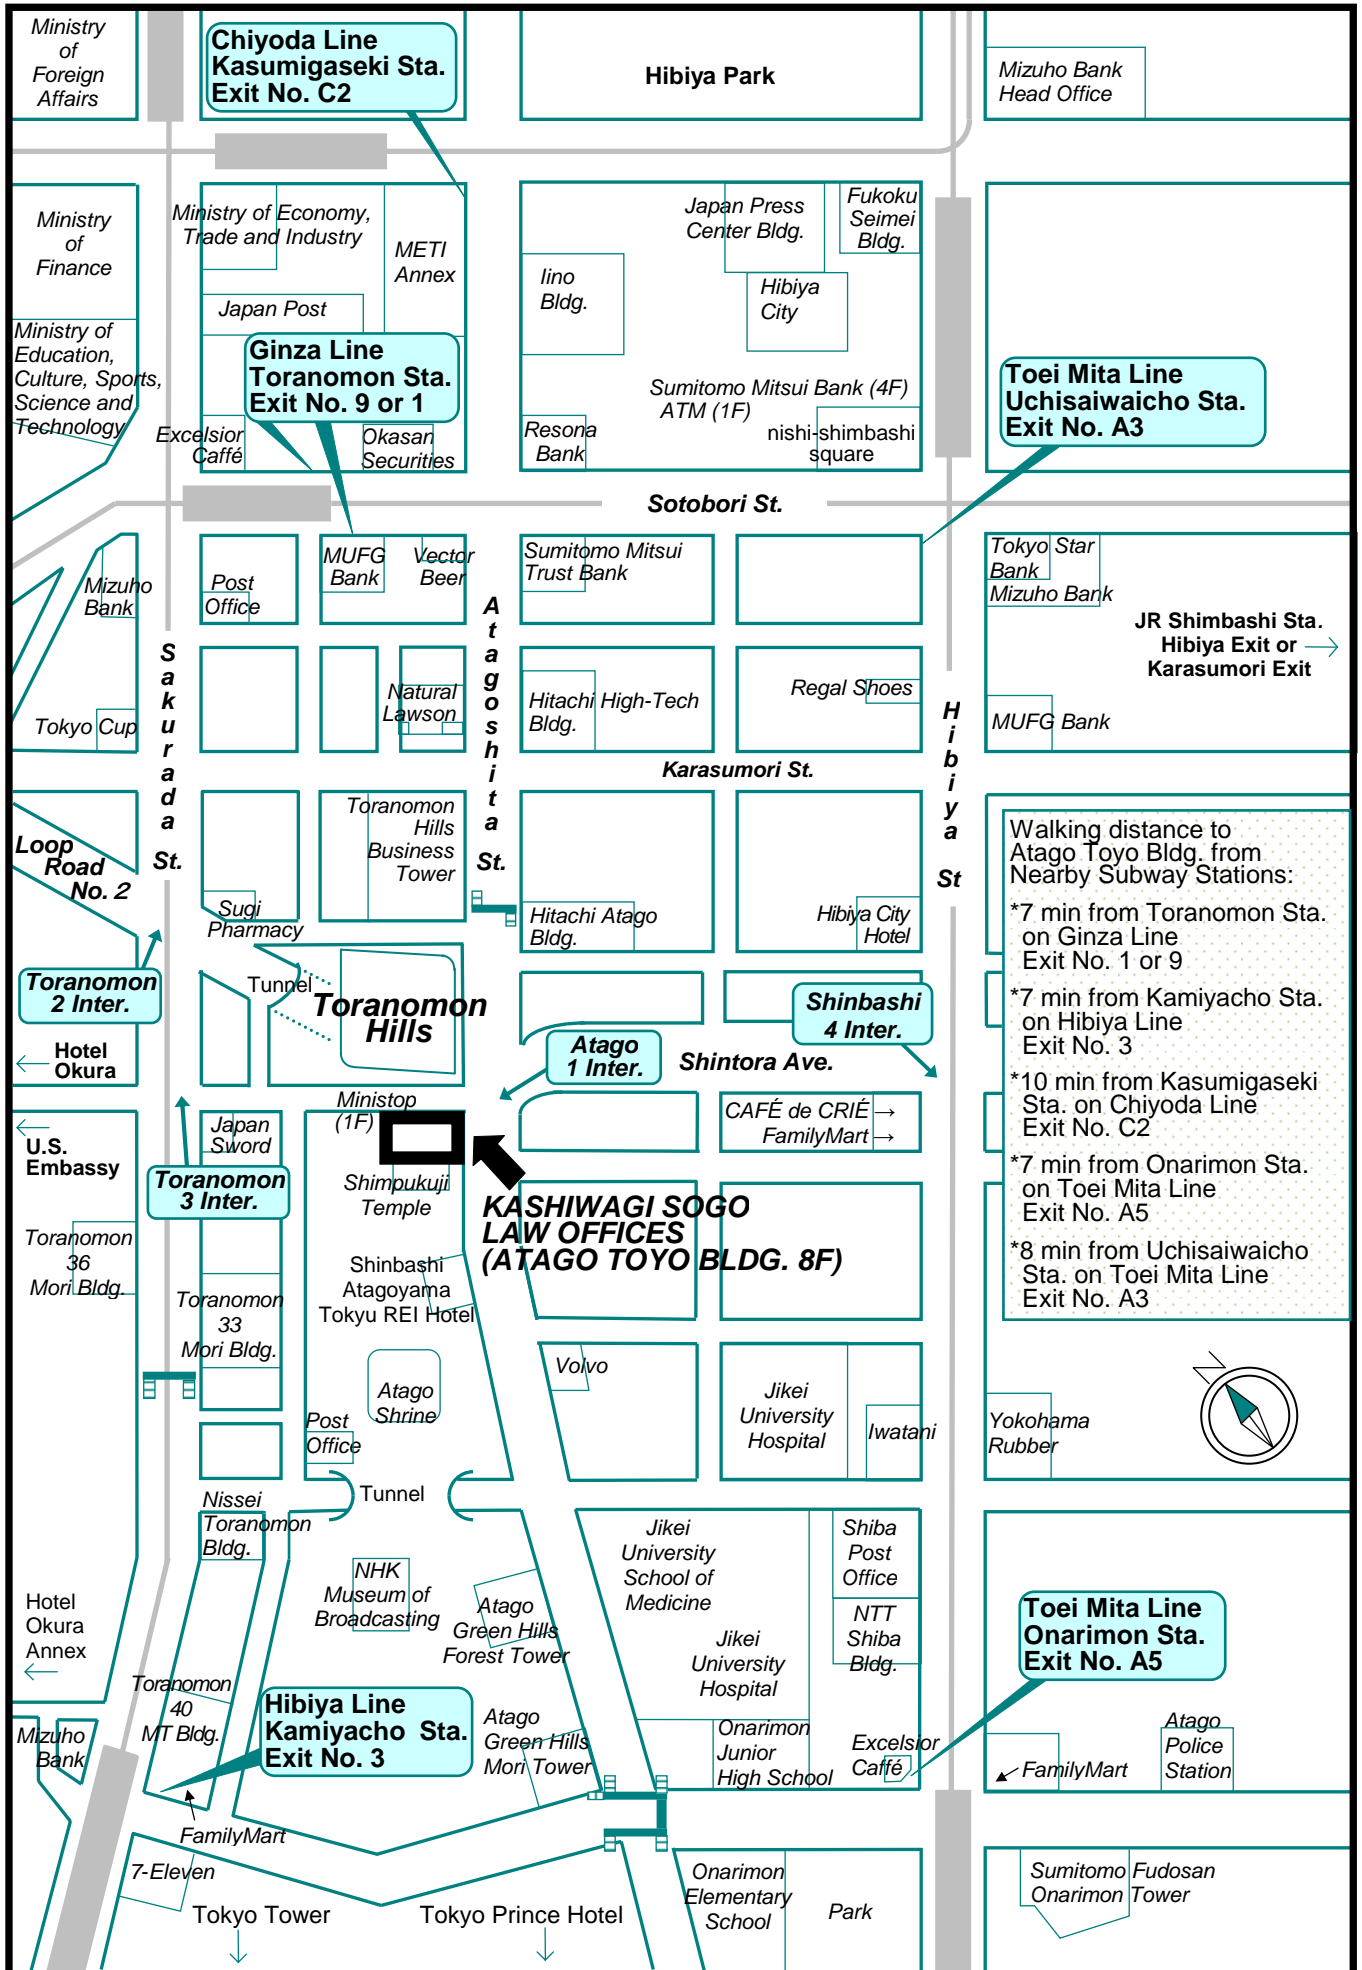 Ministry
of
Foreign
Affairs
Chiyoda Line
Kasumigaseki Sta.
Exit No. C2
Hibiya Park
Mizuho Bank
Head Office
Ministry
of
Finance
Ministry of Economy,
Trade and Industry
METI
Annex
Japan Post
Iino
Bldg.
Japan Press
Center Bldg.
Fukoku
Seimei
Bldg.
Hibiya
City
Ministry of
Education,
Culture, Sports,
Science and
Technology
Ginza Line
Toranomon Sta.
Exit No. 9 or 1
Excelsior
Caffé
Okasan
Securities
Sumitomo Mitsui Bank (4F)
ATM (1F)
Resona
Bank
nishi-shimbashi
square
Toei Mita Line
Uchisaiwaicho Sta.
Exit No. A3
Sotobori St.
Mizuho
Bank
Post
Office
MUFG
Bank
Vector
Beer
Sumitomo Mitsui
Trust Bank
Tokyo Star
Bank
Mizuho Bank
JR Shimbashi Sta.
Hibiya Exit or →
Karasumori Exit
Sakurada St.
Atagoshita St.
Hibiya St
Tokyo Cup
Natural
Lawson
Hitachi High-Tech
Bldg.
Regal Shoes
MUFG Bank
Karasumori St.
Loop
Road
No. 2
Toranomon
Hills
Business
Tower
Sugi
Pharmacy
Hitachi Atago
Bldg.
Hibiya City
Hotel
Walking distance to
Atago Toyo Bldg. from
Nearby Subway Stations:
*7 min from Toranomon Sta.
on Ginza Line
Exit No. 1 or 9
*7 min from Kamiyacho Sta.
on Hibiya Line
Exit No. 3
*10 min from Kasumigaseki
Sta. on Chiyoda Line
Exit No. C2
*7 min from Onarimon Sta.
on Toei Mita Line
Exit No. A5
*8 min from Uchisaiwaicho
Sta. on Toei Mita Line
Exit No. A3
Toranomon
2 Inter.
Tunnel
Toranomon
Hills
Shinbashi
4 Inter.
← Hotel
Okura
Atago
1 Inter.
Shintora Ave.
←
U.S.
Embassy
Japan
Sword
Ministop
(1F)
CAFÉ de CRIÉ →
FamilyMart →
Toranomon
3 Inter.
Shimpukuji
Temple
KASHIWAGI SOGO
LAW OFFICES
(ATAGO TOYO BLDG. 8F)
Toranomon
36
Mori Bldg.
Toranomon
33
Mori Bldg.
Shinbashi
Atagoyama
Tokyu REI Hotel
Atago
Shrine
Volvo
Jikei
University
Hospital
Iwatani
Yokohama
Rubber
N
Post
Office
Tunnel
Nissei
Toranomon
Bldg.
NHK
Museum of
Broadcasting
Atago
Green Hills
Forest Tower
Jikei
University
School of
Medicine
Shiba
Post
Office
NTT
Shiba
Bldg.
Jikei
University
Hospital
Toei Mita Line
Onarimon Sta.
Exit No. A5
Hotel
Okura
Annex
←
Toranomon
40
MT Bldg.
Hibiya Line
Kamiyacho Sta.
Exit No. 3
Mizuho
Bank
Atago
Green Hills
Mori Tower
Onarimon
Junior
High School
Excelsior
Caffé
FamilyMart
Atago
Police
Station
FamilyMart
7-Eleven
Tokyo Tower
↓
Tokyo Prince Hotel
↓
Onarimon
Elementary
School
Park
Sumitomo Fudosan
Onarimon Tower